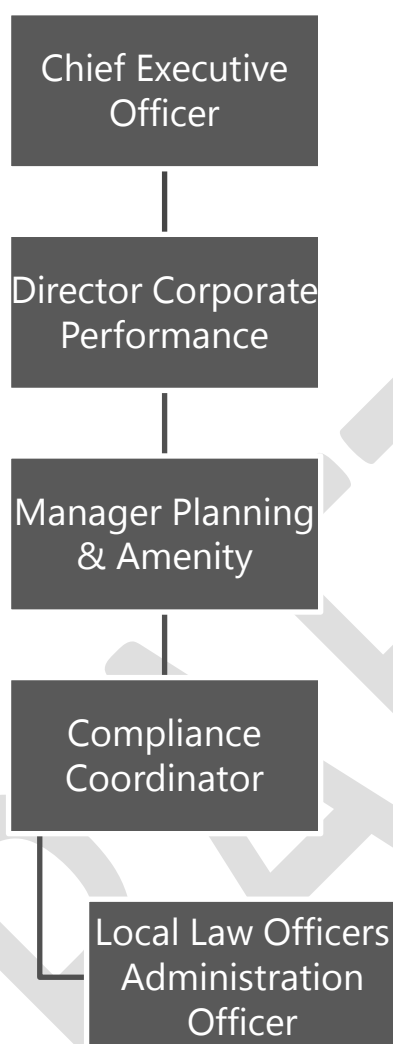 Chief Executive
Officer
Director Corporate
Performance
Manager Planning
& Amenity
Compliance
Coordinator
Local Law Officers
Administration
Officer